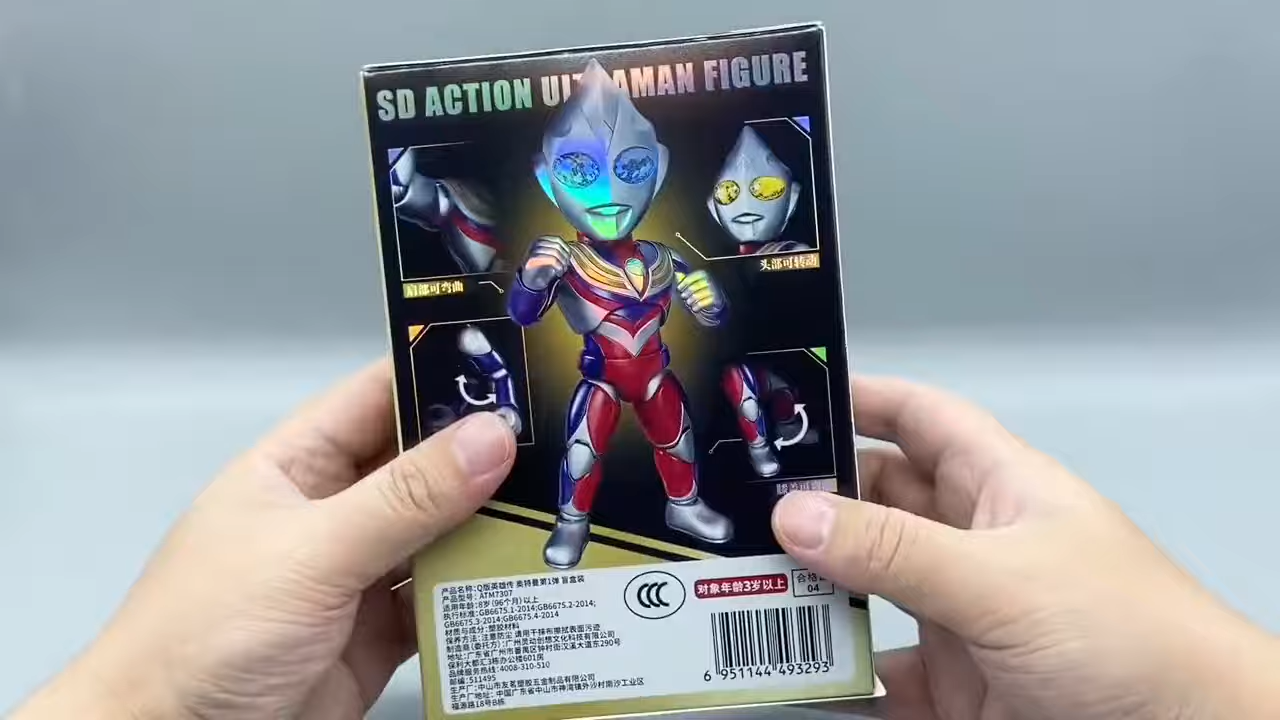 SD ACTION ULTRAMAN FIGURE
头部可转动
肩部可弯曲
产品名称:Q版英雄传 奥特曼第1弹 盲盒装
产品型号:ATM7307
适用年龄:8岁(96个月)以上
执行标准:GB6675.1-2014;GB6675.2-2014;
GB6675.3-2014;GB6675.4-2014
材质与成分:塑胶材料
保养方法:注意防尘 请用干抹布擦拭表面污迹
制造商(委托方):广州灵动创想文化科技有限公司
地址:广东省广州市番禺区钟村街汉溪大道东290号
保利大都汇3栋办公楼601房
品牌服务热线:4008-310-510
邮编:511495
生产厂:中山市友茗塑胶五金制品有限公司
生产厂地址:中国广东省中山市神湾镇外沙村南沙工业区
福源路18号B栋
CCC
对象年龄3岁以上
合格
04
6 951144 493293